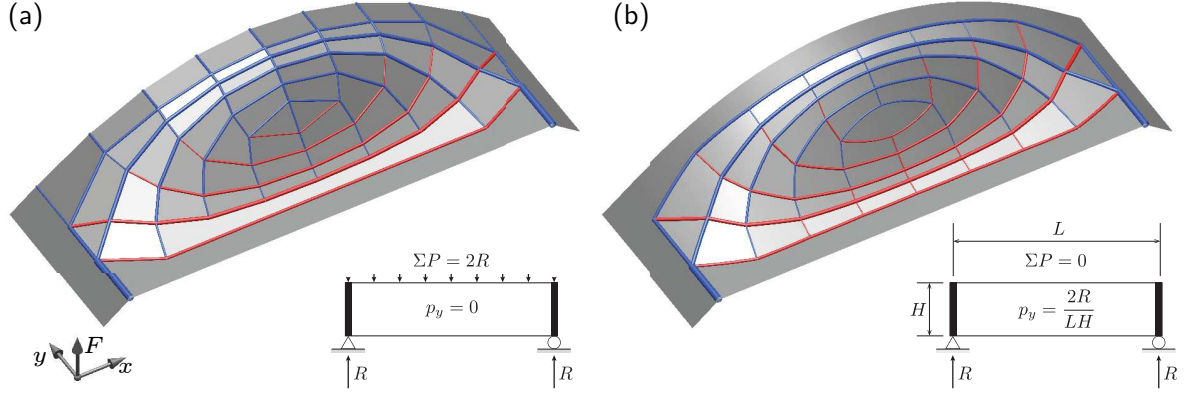 (a)
ΣP = 2R
p_y = 0
R
R
y
F
x
(b)
L
ΣP = 0
H
p_y = 2R/LH
R
R